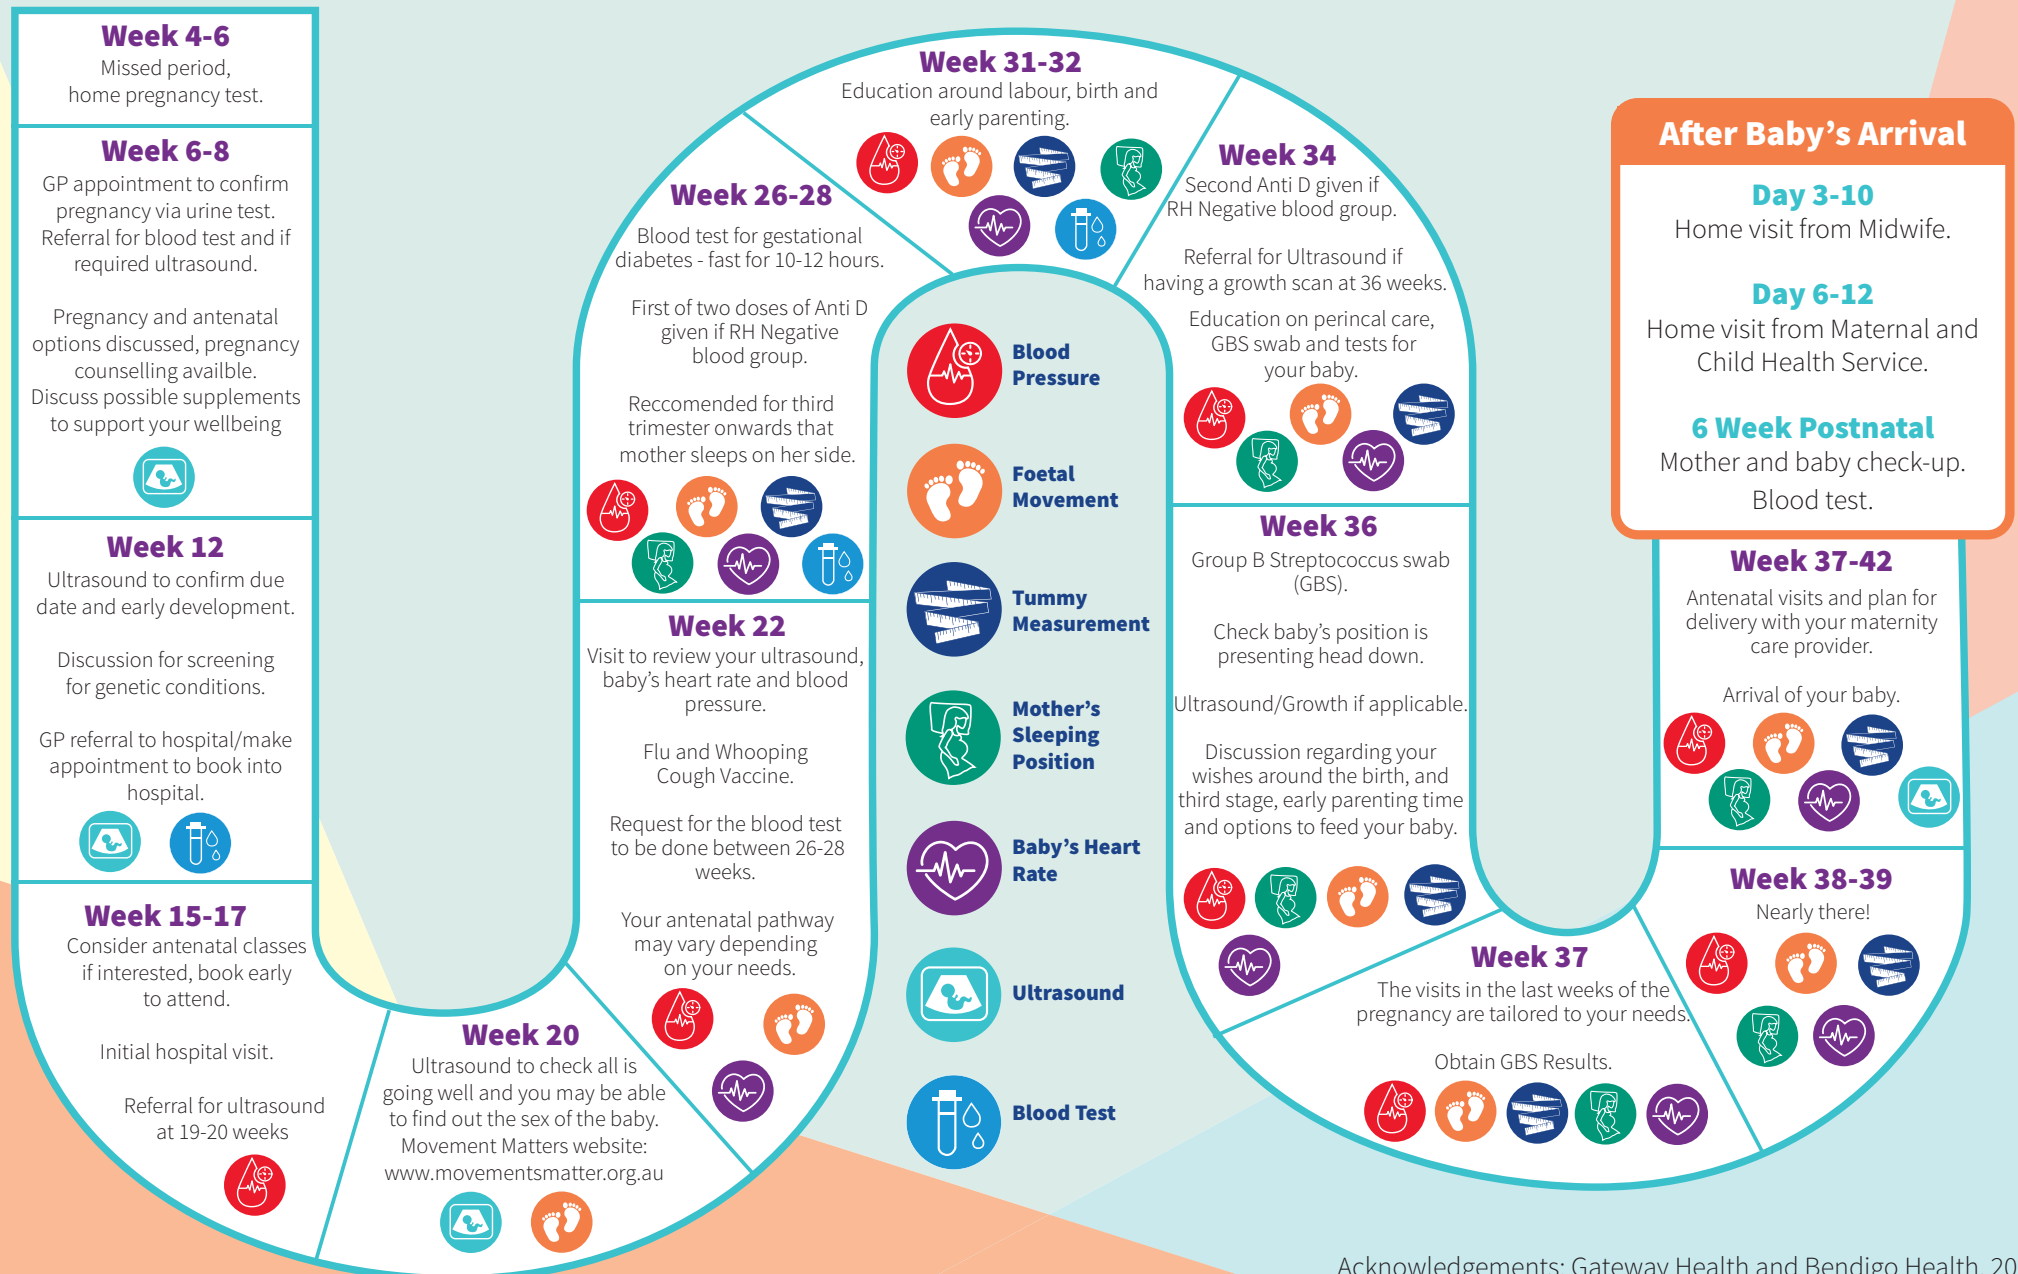 Week 4-6
Missed period,
home pregnancy test.
Week 6-8
GP appointment to confirm
pregnancy via urine test.
Referral for blood test and if
required ultrasound.
Pregnancy and antenatal
options discussed, pregnancy
counselling availble.
Discuss possible supplements
to support your wellbeing
Week 12
Ultrasound to confirm due
date and early development.
Discussion for screening
for genetic conditions.
GP referral to hospital/make
appointment to book into
hospital.
Week 15-17
Consider antenatal classes
if interested, book early
to attend.
Initial hospital visit.
Referral for ultrasound
at 19-20 weeks
Week 20
Ultrasound to check all is
going well and you may be able
to find out the sex of the baby.
Movement Matters website:
www.movementsmatter.org.au
Week 22
Visit to review your ultrasound,
baby's heart rate and blood
pressure.
Flu and Whooping
Cough Vaccine.
Request for the blood test
to be done between 26-28
weeks.
Your antenatal pathway
may vary depending
on your needs.
Week 26-28
Blood test for gestational
diabetes - fast for 10-12 hours.
First of two doses of Anti D
given if RH Negative
blood group.
Reccomended for third
trimester onwards that
mother sleeps on her side.
Week 31-32
Education around labour, birth and
early parenting.
Week 34
Second Anti D given if
RH Negative blood group.
Referral for Ultrasound if
having a growth scan at 36 weeks.
Education on perincal care,
GBS swab and tests for
your baby.
Week 36
Group B Streptococcus swab
(GBS).
Check baby's position is
presenting head down.
Ultrasound/Growth if applicable.
Discussion regarding your
wishes around the birth, and
third stage, early parenting time
and options to feed your baby.
Week 37
The visits in the last weeks of the
pregnancy are tailored to your needs.
Obtain GBS Results.
Week 38-39
Nearly there!
Week 37-42
Antenatal visits and plan for
delivery with your maternity
care provider.
Arrival of your baby.
After Baby's Arrival
Day 3-10
Home visit from Midwife.
Day 6-12
Home visit from Maternal and
Child Health Service.
6 Week Postnatal
Mother and baby check-up.
Blood test.
Blood
Pressure
Foetal
Movement
Tummy
Measurement
Mother's
Sleeping
Position
Baby's Heart
Rate
Ultrasound
Blood Test
Acknowledgements: Gateway Health and Bendigo Health, 20